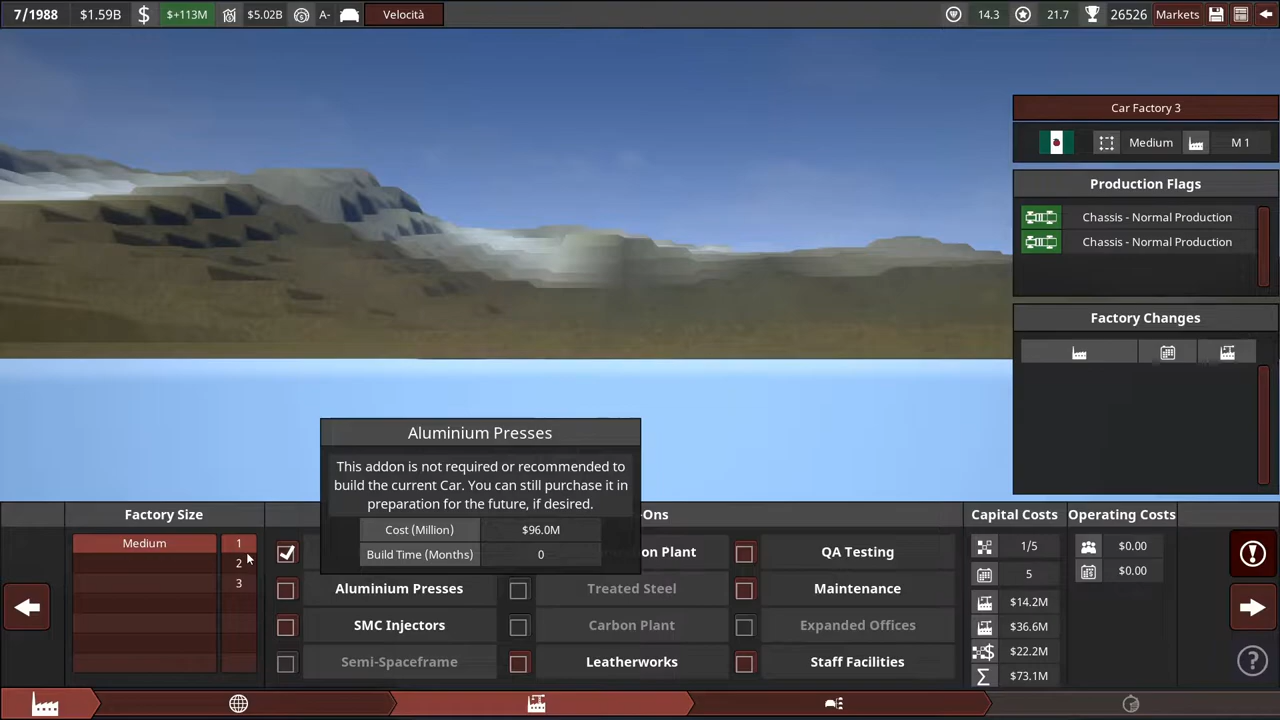 7/1988
$1.59B
$+113M
$5.02B
A-
Velocità
14.3
21.7
26526
Markets
Car Factory 3
Medium
M 1
Production Flags
Chassis - Normal Production
Chassis - Normal Production
Factory Changes
Aluminium Presses
This addon is not required or recommended to
build the current Car. You can still purchase it in
preparation for the future, if desired.
Cost (Million)
$96.0M
Build Time (Months)
0
Factory Size
Medium
1
2
3
-Ons
on Plant
QA Testing
Aluminium Presses
Treated Steel
Maintenance
SMC Injectors
Carbon Plant
Expanded Offices
Semi-Spaceframe
Leatherworks
Staff Facilities
Capital Costs
1/5
5
$14.2M
$36.6M
$22.2M
$73.1M
Operating Costs
$0.00
$0.00